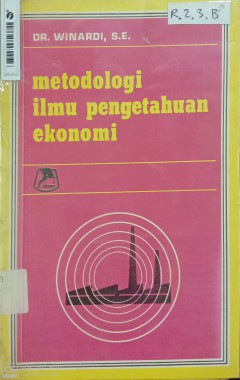 R.2.3.B
DR. WINARDI, S.E.
metodologi
ilmu pengetahuan
ekonomi